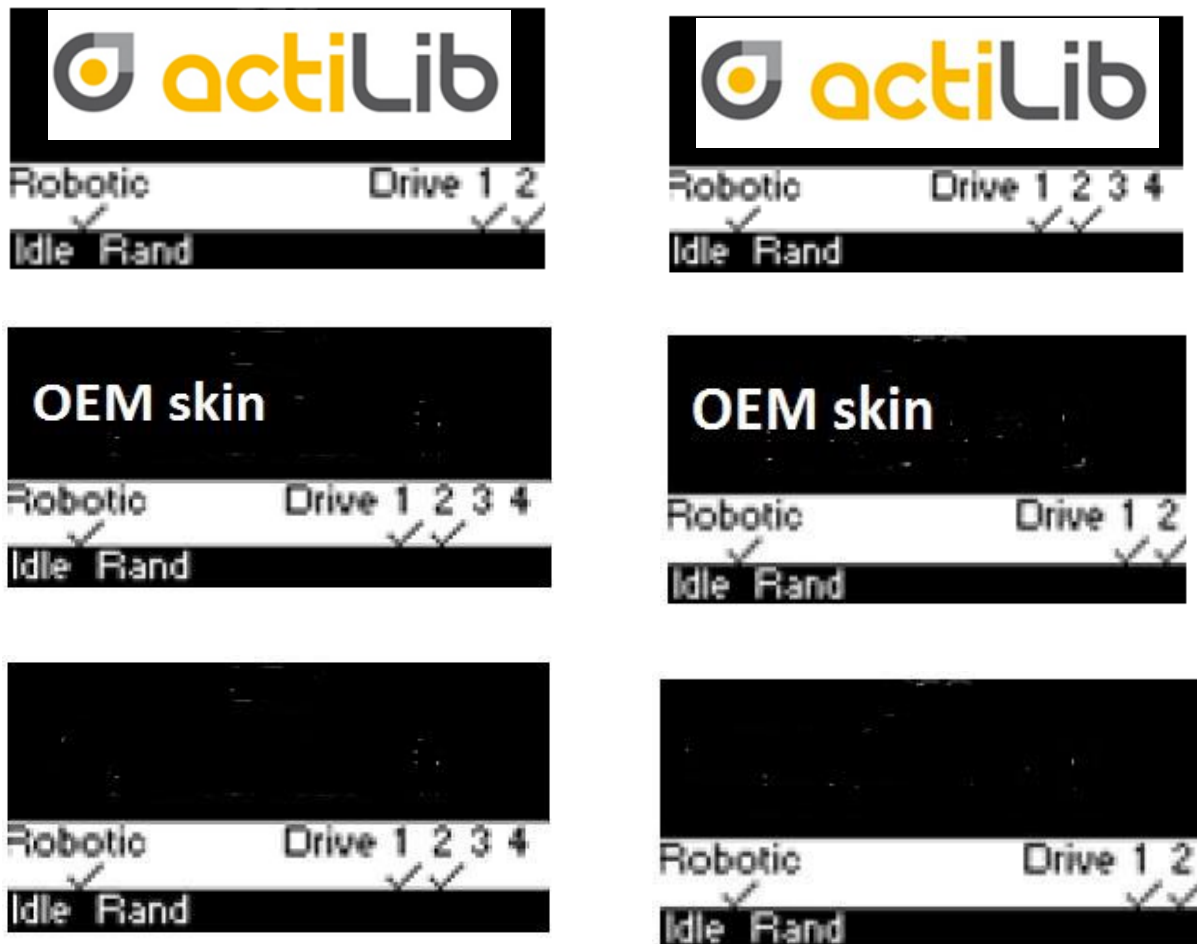 actiLib
Robotic Drive 1 2
Idle Rand
actiLib
Robotic Drive 1 2 3 4
Idle Rand
OEM skin
Robotic Drive 1 2 3 4
Idle Rand
OEM skin
Robotic Drive 1 2
Idle Rand
Robotic Drive 1 2 3 4
Idle Rand
Robotic Drive 1 2
Idle Rand